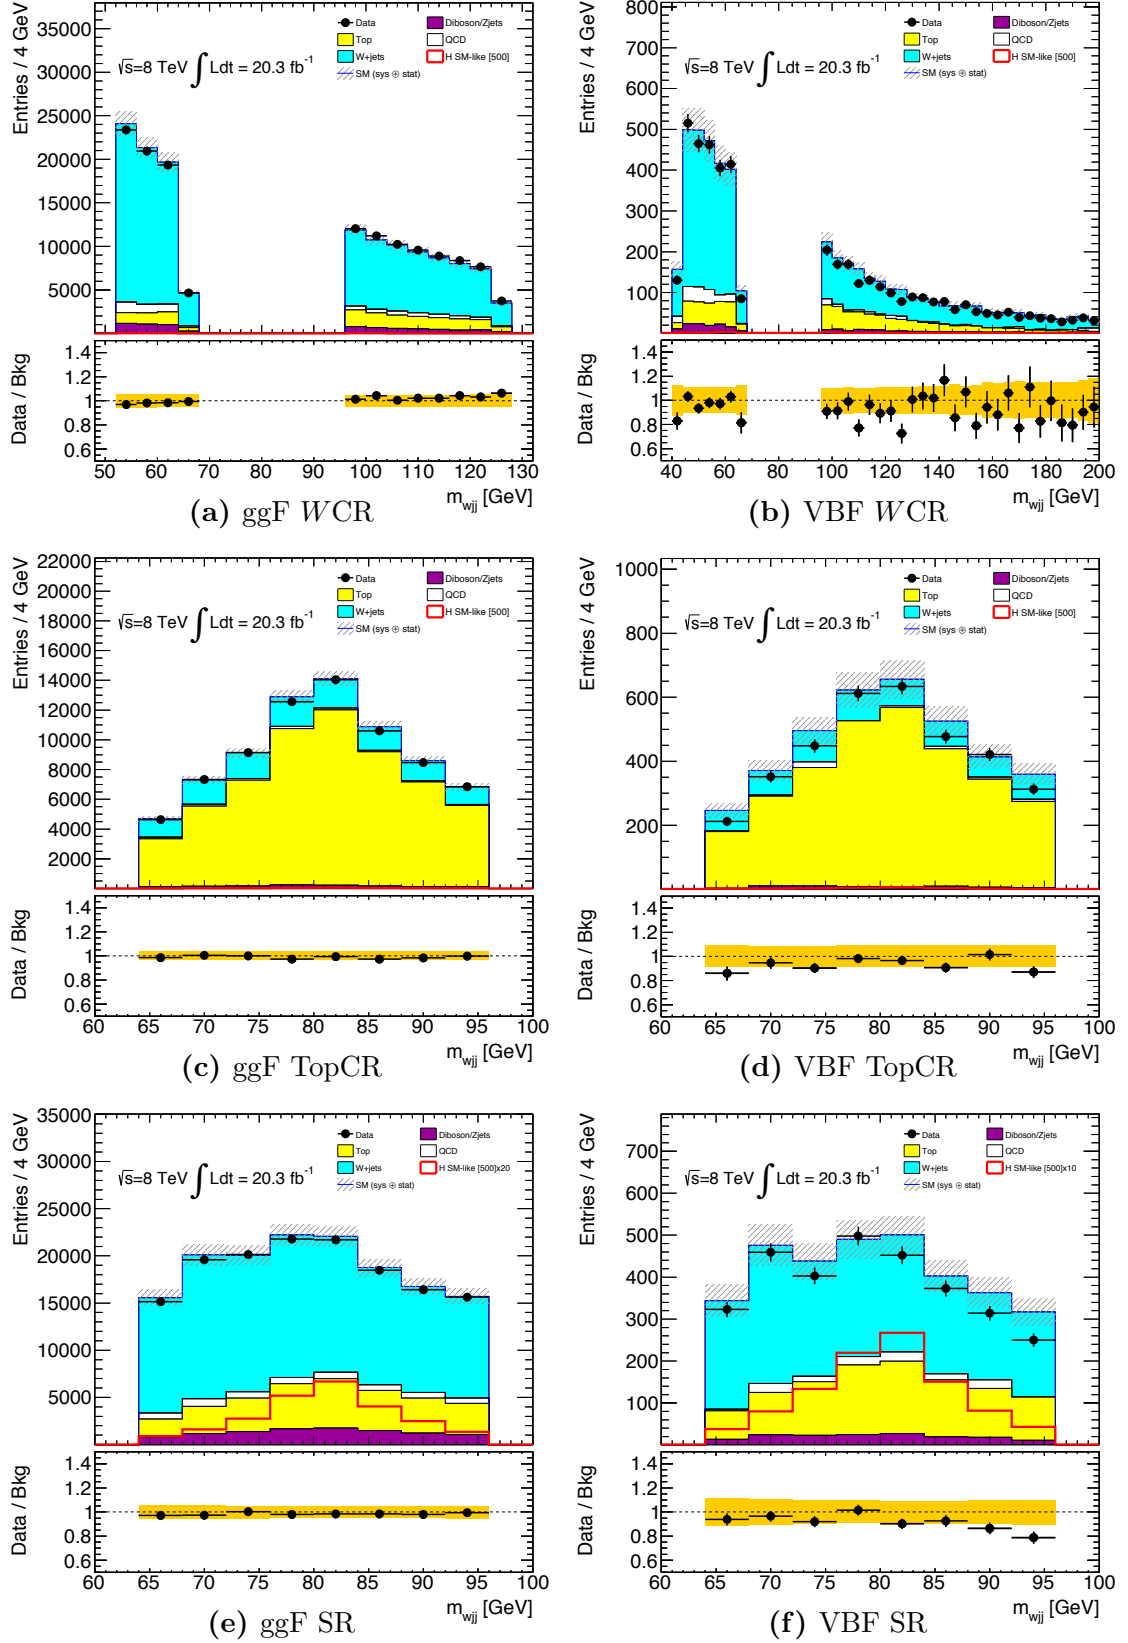 Entries / 4 GeV
35000
30000
25000
20000
15000
10000
5000
Data
Top
W+jets
SM (sys ⊕ stat)
Diboson/Zjets
QCD
H SM-like [500]
√s=8 TeV ∫ Ldt = 20.3 fb⁻¹
Data / Bkg
1.4
1.2
1
0.8
0.6
50 60 70 80 90 100 110 120 130
m_wjj [GeV]
(a) ggF WCR
Entries / 4 GeV
800
700
600
500
400
300
200
100
Data
Top
W+jets
SM (sys ⊕ stat)
Diboson/Zjets
QCD
H SM-like [500]
√s=8 TeV ∫ Ldt = 20.3 fb⁻¹
Data / Bkg
1.4
1.2
1
0.8
0.6
40 60 80 100 120 140 160 180 200
m_wjj [GeV]
(b) VBF WCR
Entries / 4 GeV
22000
20000
18000
16000
14000
12000
10000
8000
6000
4000
2000
Data
Top
W+jets
SM (sys ⊕ stat)
Diboson/Zjets
QCD
H SM-like [500]
√s=8 TeV ∫ Ldt = 20.3 fb⁻¹
Data / Bkg
1.4
1.2
1
0.8
0.6
60 65 70 75 80 85 90 95 100
m_wjj [GeV]
(c) ggF TopCR
Entries / 4 GeV
1000
800
600
400
200
Data
Top
W+jets
SM (sys ⊕ stat)
Diboson/Zjets
QCD
H SM-like [500]
√s=8 TeV ∫ Ldt = 20.3 fb⁻¹
Data / Bkg
1.4
1.2
1
0.8
0.6
60 65 70 75 80 85 90 95 100
m_wjj [GeV]
(d) VBF TopCR
Entries / 4 GeV
35000
30000
25000
20000
15000
10000
5000
Data
Top
W+jets
SM (sys ⊕ stat)
Diboson/Zjets
QCD
H SM-like [500]x20
√s=8 TeV ∫ Ldt = 20.3 fb⁻¹
Data / Bkg
1.4
1.2
1
0.8
0.6
60 65 70 75 80 85 90 95 100
m_wjj [GeV]
(e) ggF SR
Entries / 4 GeV
700
600
500
400
300
200
100
Data
Top
W+jets
SM (sys ⊕ stat)
Diboson/Zjets
QCD
H SM-like [500]x10
√s=8 TeV ∫ Ldt = 20.3 fb⁻¹
Data / Bkg
1.4
1.2
1
0.8
0.6
60 65 70 75 80 85 90 95 100
m_wjj [GeV]
(f) VBF SR